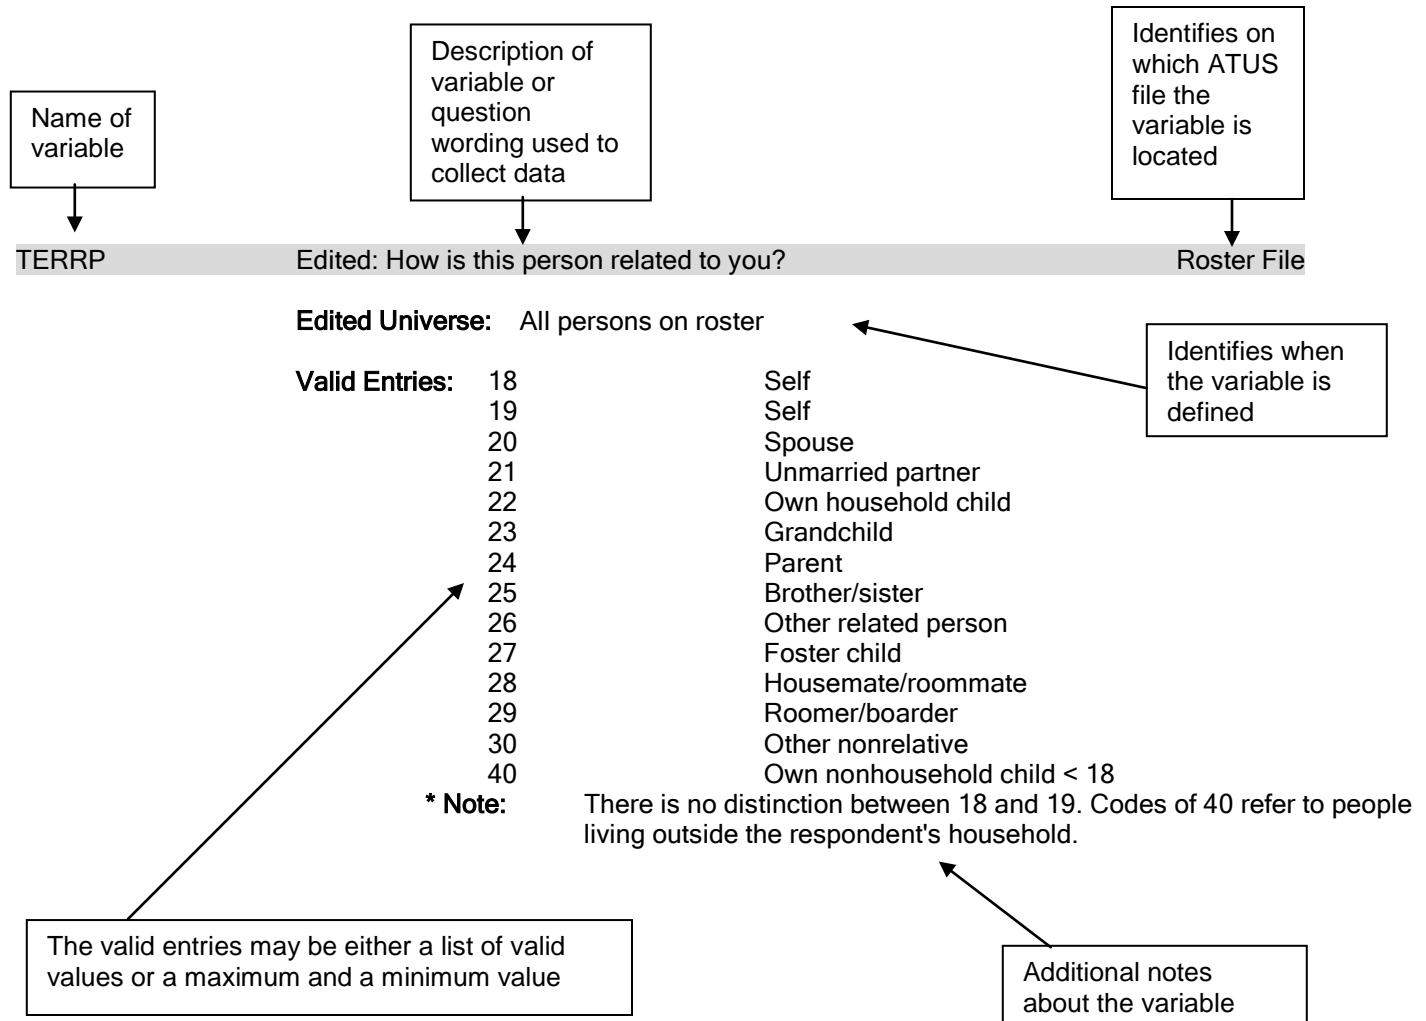 Description of
variable or
question
wording used to
collect data
Identifies on
which ATUS
file the
variable is
located
Name of
variable
TERRP Edited: How is this person related to you? Roster File
Edited Universe: All persons on roster
Identifies when
the variable is
defined
Valid Entries: 18 Self
19 Self
20 Spouse
21 Unmarried partner
22 Own household child
23 Grandchild
24 Parent
25 Brother/sister
26 Other related person
27 Foster child
28 Housemate/roommate
29 Roomer/boarder
30 Other nonrelative
40 Own nonhousehold child < 18
* Note: There is no distinction between 18 and 19. Codes of 40 refer to people
living outside the respondent's household.
The valid entries may be either a list of valid
values or a maximum and a minimum value
Additional notes
about the variable